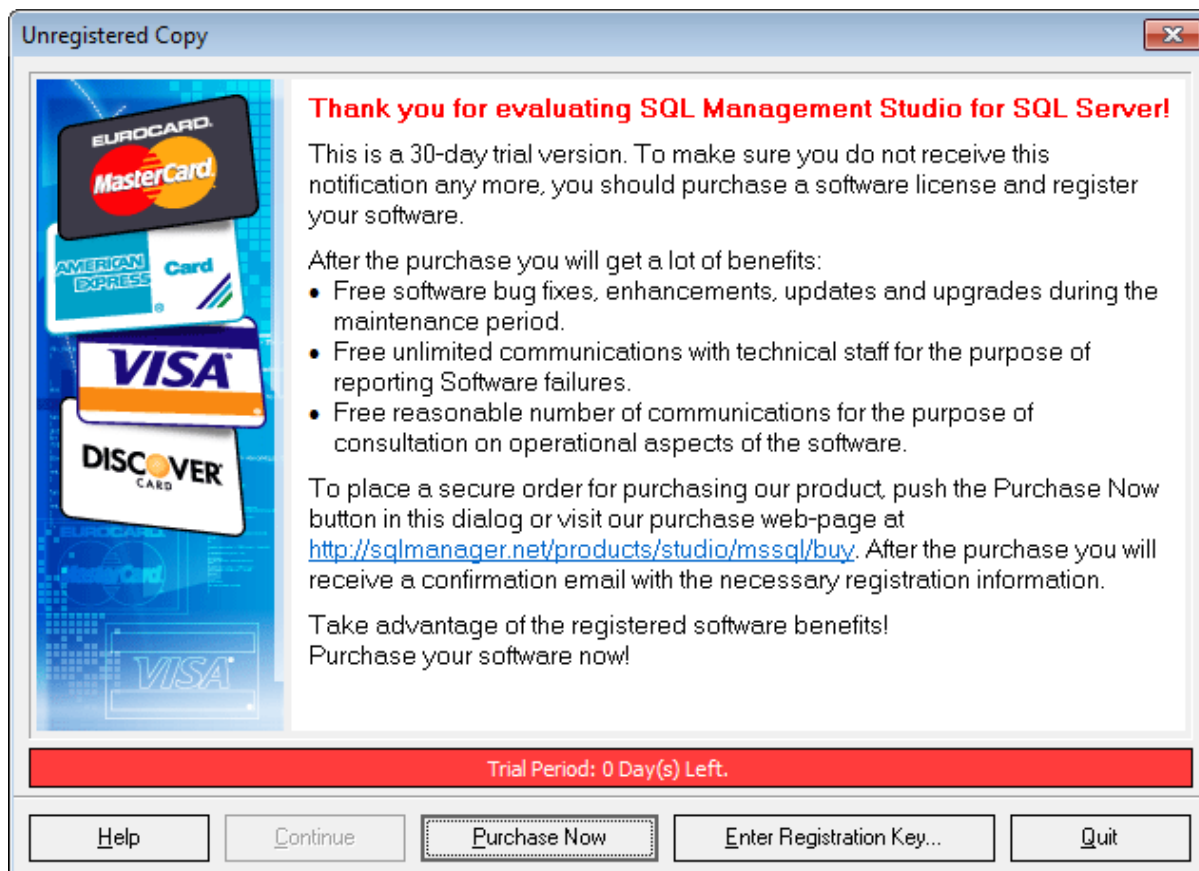 Unregistered Copy
EUROCARD.
MasterCard.
AMERICAN
EXPRESS
Card
®
VISA®
DISCOVER®
CARD
EUROCARD.
MasterCard.
VISA
Thank you for evaluating SQL Management Studio for SQL Server!
This is a 30-day trial version. To make sure you do not receive this
notification any more, you should purchase a software license and register
your software.
After the purchase you will get a lot of benefits:
• Free software bug fixes, enhancements, updates and upgrades during the
maintenance period.
• Free unlimited communications with technical staff for the purpose of
reporting Software failures.
• Free reasonable number of communications for the purpose of
consultation on operational aspects of the software.
To place a secure order for purchasing our product, push the Purchase Now
button in this dialog or visit our purchase web-page at
http://sqlmanager.net/products/studio/mssql/buy. After the purchase you will
receive a confirmation email with the necessary registration information.
Take advantage of the registered software benefits!
Purchase your software now!
Trial Period: 0 Day(s) Left.
Help Continue Purchase Now Enter Registration Key... Quit